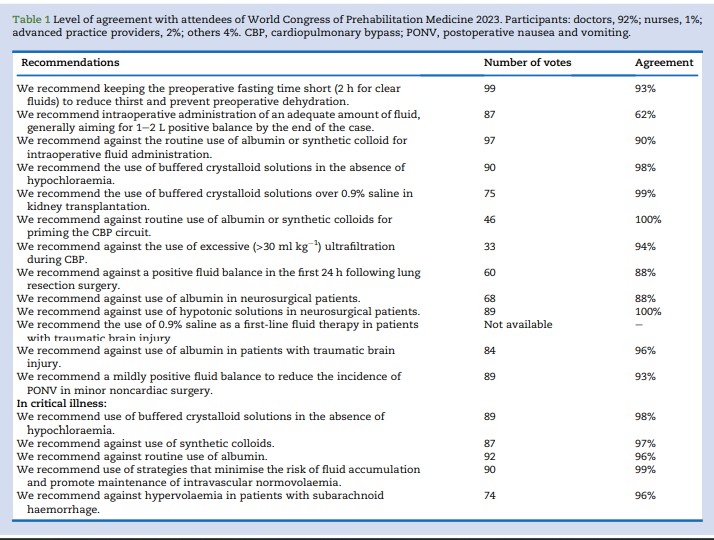 Table 1 Level of agreement with attendees of World Congress of Prehabilitation Medicine 2023. Participants: doctors, 92%; nurses, 1%;
advanced practice providers, 2%; others 4%. CBP, cardiopulmonary bypass; PONV, postoperative nausea and vomiting.
Recommendations Number of votes Agreement
We recommend keeping the preoperative fasting time short (2 h for clear 99 93%
fluids) to reduce thirst and prevent preoperative dehydration.
We recommend intraoperative administration of an adequate amount of fluid, 87 62%
generally aiming for 1–2 L positive balance by the end of the case.
We recommend against the routine use of albumin or synthetic colloid for 97 90%
intraoperative fluid administration.
We recommend the use of buffered crystalloid solutions in the absence of 90 98%
hypochloraemia.
We recommend the use of buffered crystalloid solutions over 0.9% saline in 75 99%
kidney transplantation.
We recommend against routine use of albumin or synthetic colloids for 46 100%
priming the CBP circuit.
We recommend against the use of excessive (>30 ml kg⁻¹) ultrafiltration 33 94%
during CBP.
We recommend against a positive fluid balance in the first 24 h following lung 60 88%
resection surgery.
We recommend against use of albumin in neurosurgical patients. 68 88%
We recommend against use of hypotonic solutions in neurosurgical patients. 89 100%
We recommend the use of 0.9% saline as a first-line fluid therapy in patients Not available –
with traumatic brain injury
We recommend against use of albumin in patients with traumatic brain 84 96%
injury.
We recommend a mildly positive fluid balance to reduce the incidence of 89 93%
PONV in minor noncardiac surgery.
In critical illness:
We recommend use of buffered crystalloid solutions in the absence of 89 98%
hypochloraemia.
We recommend against use of synthetic colloids. 87 97%
We recommend against routine use of albumin. 92 96%
We recommend use of strategies that minimise the risk of fluid accumulation 90 99%
and promote maintenance of intravascular normovolaemia.
We recommend against hypervolaemia in patients with subarachnoid 74 96%
haemorrhage.